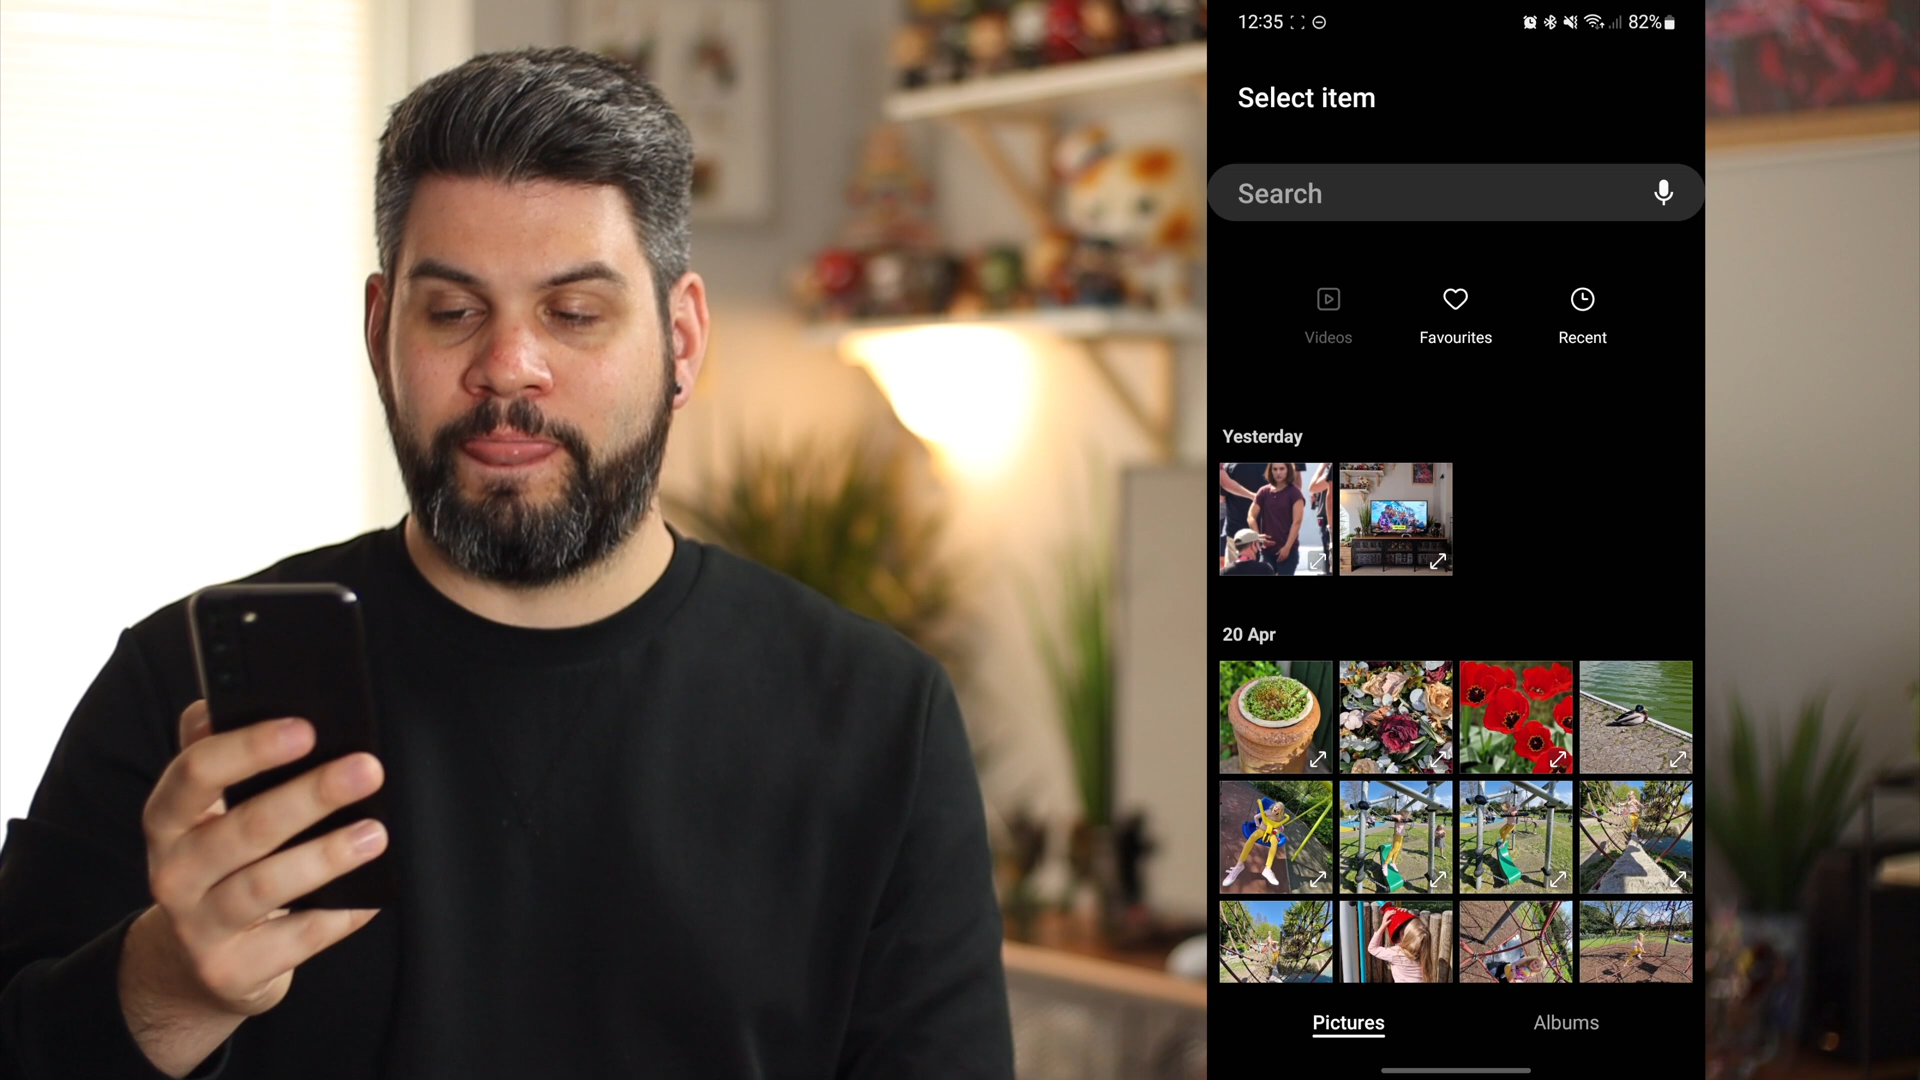 12:35 82%
Select item
Search
Videos Favourites Recent
Yesterday
20 Apr
Pictures Albums